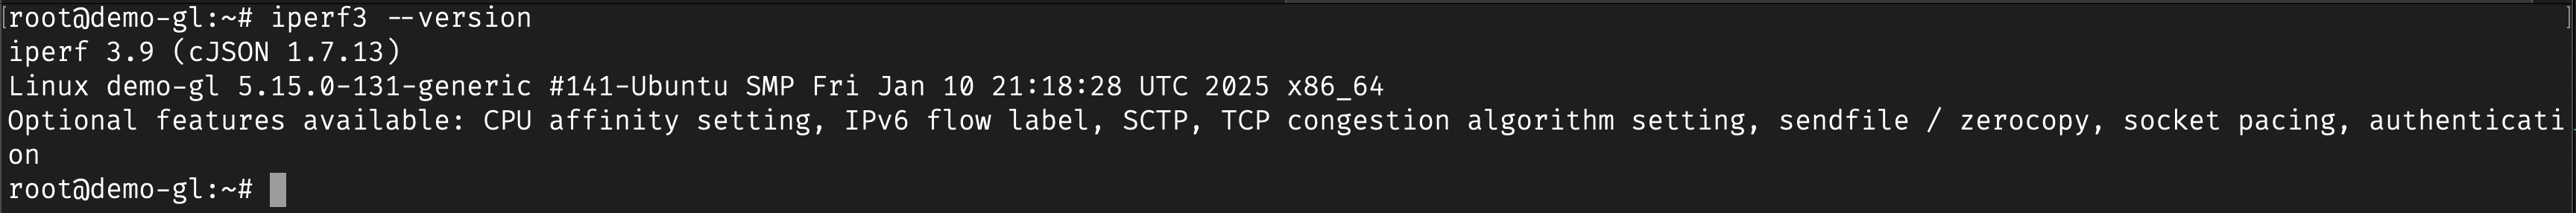 [root@demo-gl:~# iperf3 --version ]
iperf 3.9 (cJSON 1.7.13)
Linux demo-gl 5.15.0-131-generic #141-Ubuntu SMP Fri Jan 10 21:18:28 UTC 2025 x86_64
Optional features available: CPU affinity setting, IPv6 flow label, SCTP, TCP congestion algorithm setting, sendfile / zerocopy, socket pacing, authenticati
on
root@demo-gl:~#